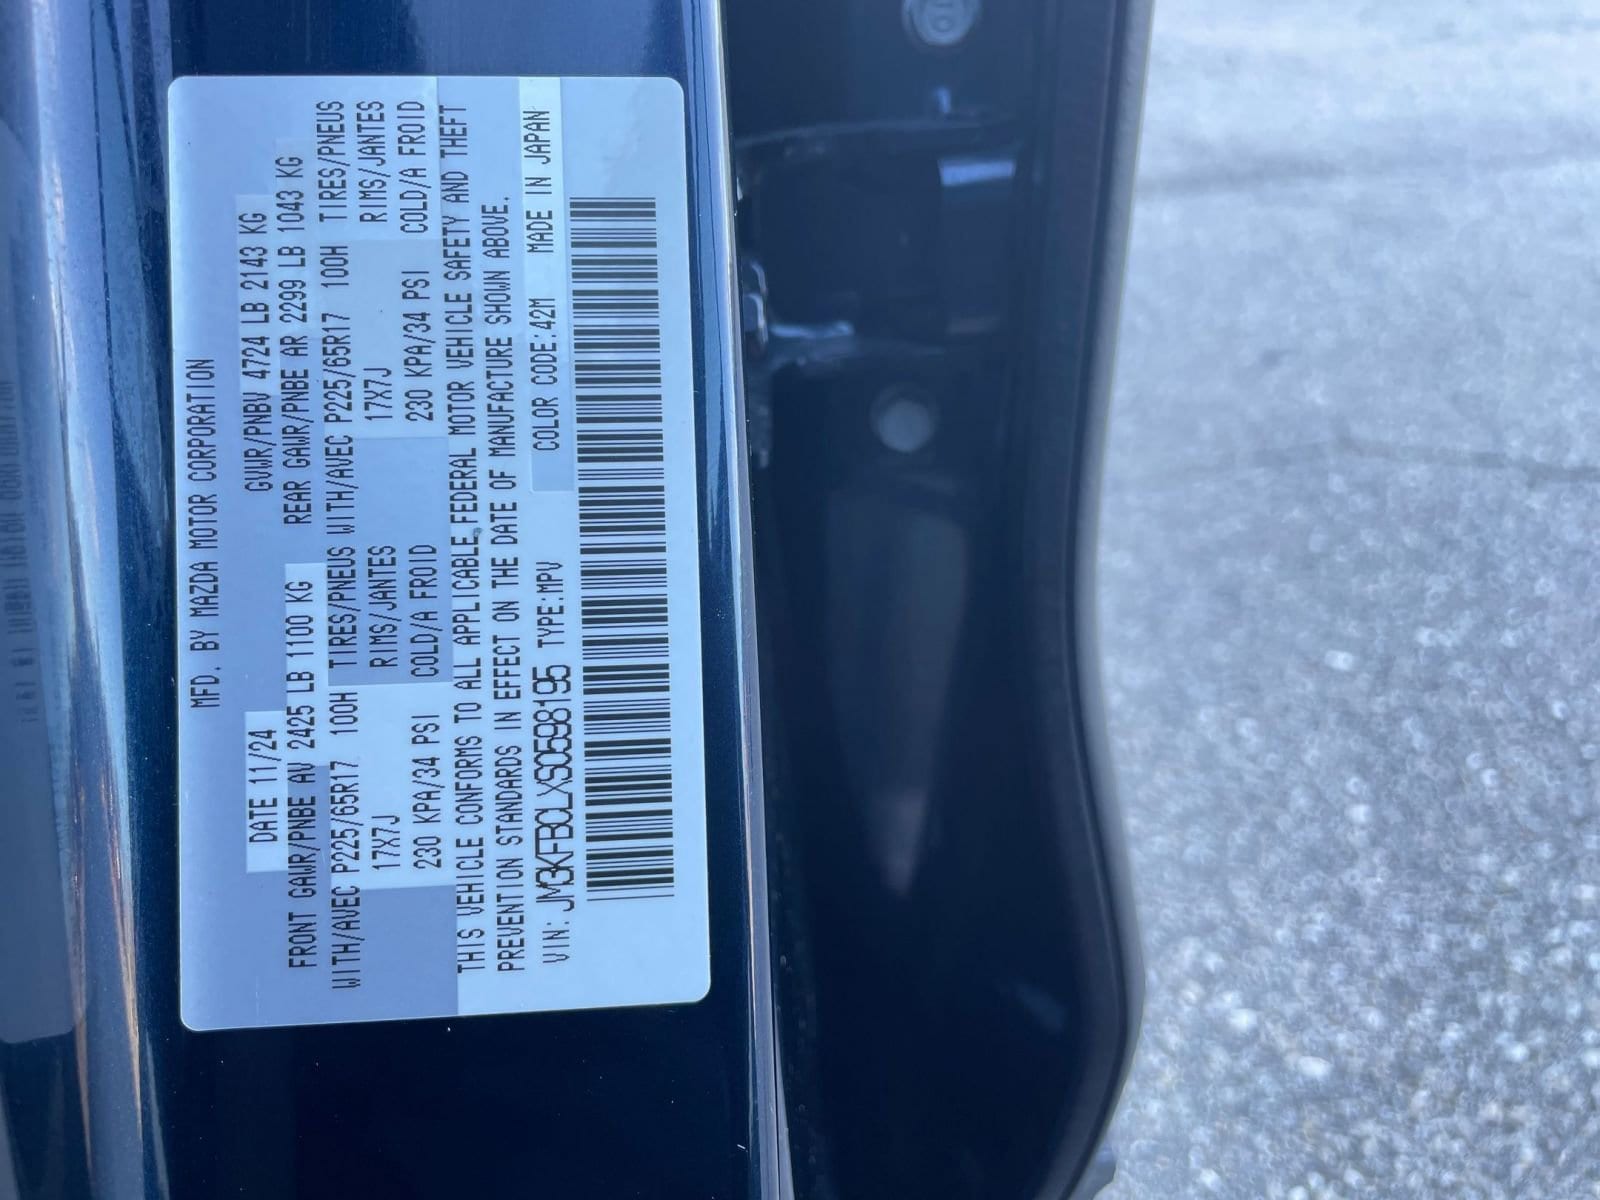 MFD. BY MAZDA MOTOR CORPORATION
DATE 11/24 GVWR/PNBV 4724 LB 2143 KG
FRONT GAWR/PNBE AV 2425 LB 1100 KG REAR GAWR/PNBE AR 2299 LB 1043 KG
WITH/AVEC P225/65R17 100H TIRES/PNEUS WITH/AVEC P225/65R17 100H TIRES/PNEUS
17X7J RIMS/JANTES 17X7J RIMS/JANTES
230 KPA/34 PSI COLD/A FROID 230 KPA/34 PSI COLD/A FROID
THIS VEHICLE CONFORMS TO ALL APPLICABLE FEDERAL MOTOR VEHICLE SAFETY AND THEFT
PREVENTION STANDARDS IN EFFECT ON THE DATE OF MANUFACTURE SHOWN ABOVE.
VIN: JM3KFBCLXS0598195 TYPE.MPV COLOR CODE:42M MADE IN JAPAN